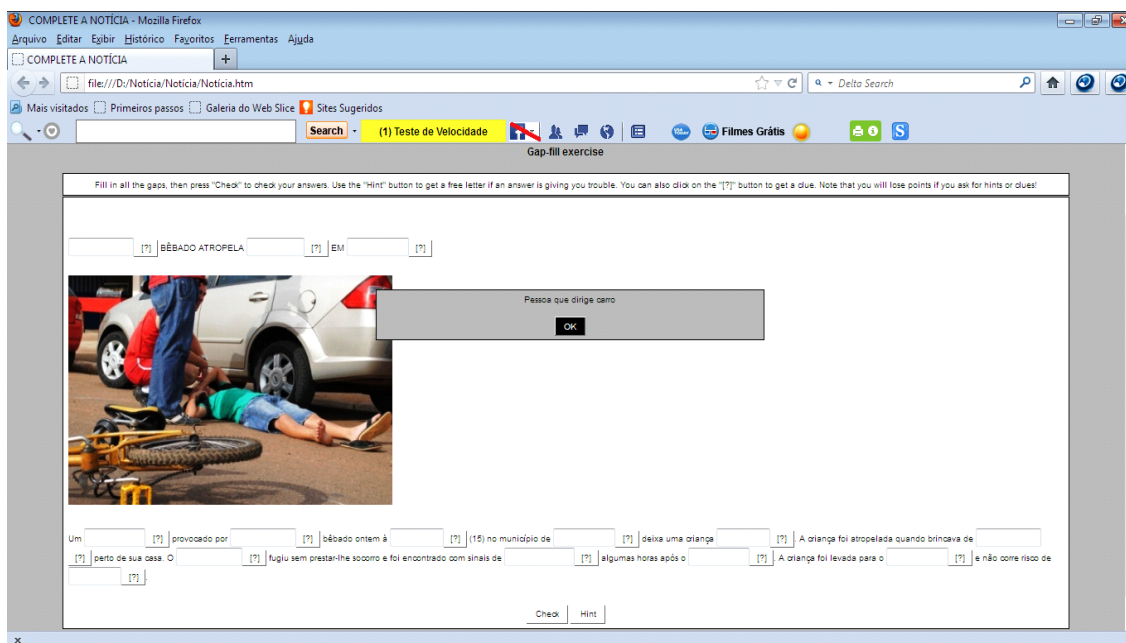 COMPLETE A NOTÍCIA - Mozilla Firefox
Arquivo Editar Exibir Histórico Favoritos Ferramentas Ajuda
COMPLETE A NOTÍCIA +
file:///D:/Notícia/Notícia/Notícia.htm Delta Search
Mais visitados Primeiros passos Galeria do Web Slice Sites Sugeridos
Search (1) Teste de Velocidade Filmes Grátis S
Gap-fill exercise
Fill in all the gaps, then press "Check" to check your answers. Use the "Hint" button to get a free letter if an answer is giving you trouble. You can also click on the "[?]" button to get a clue. Note that you will lose points if you ask for hints or clues!
[?] BÊBADO ATROPELA [?] EM [?]
Pessoa que dirige carro
OK
Um [?] provocado por [?] bêbado ontem à [?] (15) no município de [?] deixa uma criança [?] . A criança foi atropelada quando brincava de
[?] perto de sua casa. O [?] fugiu sem prestar-lhe socorro e foi encontrado com sinais de [?] algumas horas após o [?] . A criança foi levada para o [?] e não corre risco de
[?] .
Check Hint
x